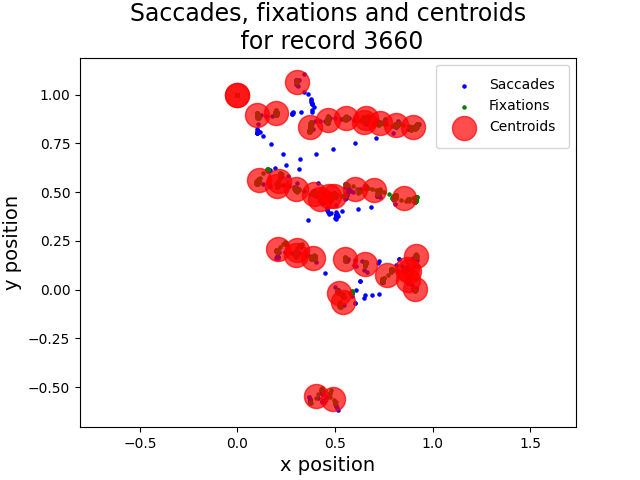 Saccades, fixations and centroids
for record 3660
Saccades
Fixations
Centroids
y position
1.00
0.75
0.50
0.25
0.00
−0.25
−0.50
−0.5
0.0
0.5
1.0
1.5
x position